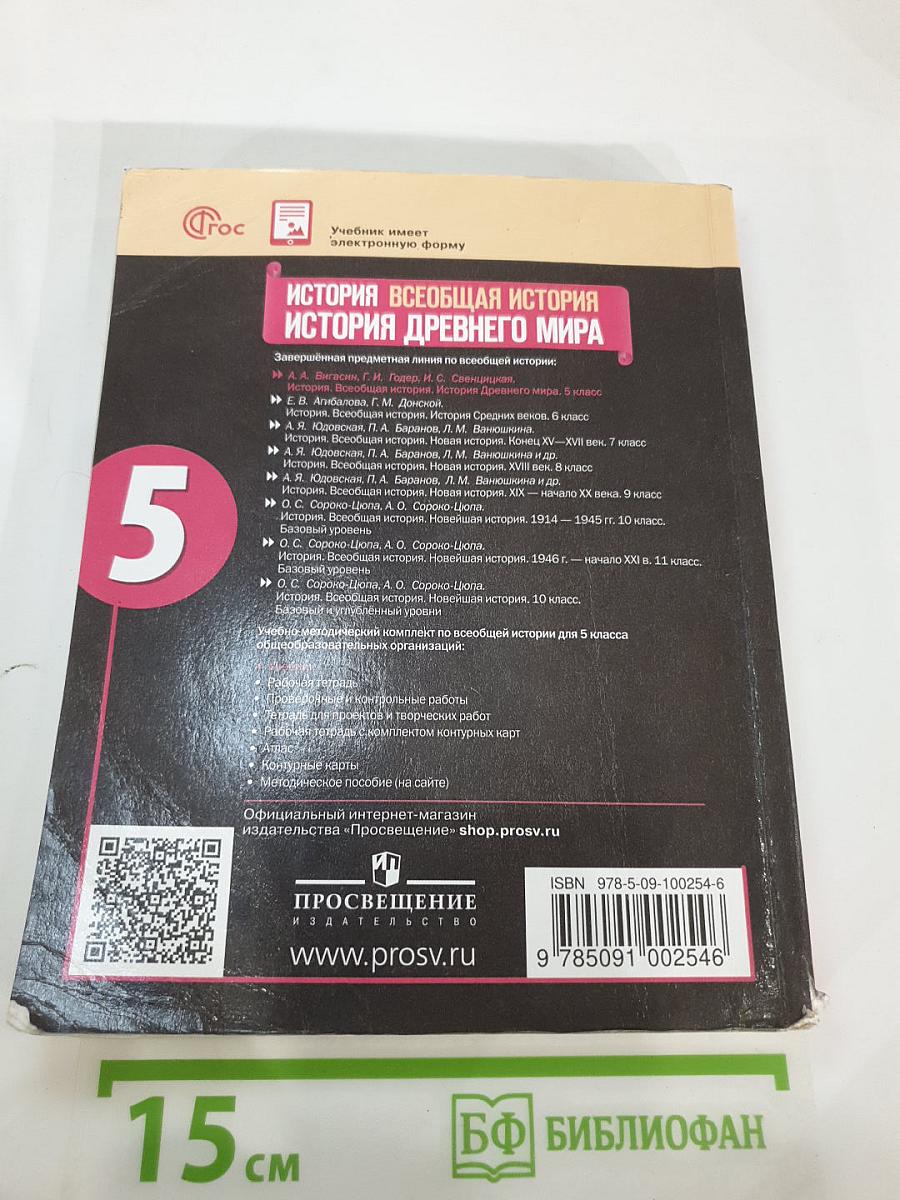 ФГОС
Учебник имеет
электронную форму
ИСТОРИЯ ВСЕОБЩАЯ ИСТОРИЯ
ИСТОРИЯ ДРЕВНЕГО МИРА
Завершённая предметная линия по всеобщей истории:
А. А. Вигасин, Г. И. Годер, И. С. Свенцицкая.
История. Всеобщая история. История Древнего мира. 5 класс
Е. В. Агибалова, Г. М. Донской.
История. Всеобщая история. История Средних веков. 6 класс
А. Я. Юдовская, П. А. Баранов, Л. М. Ванюшкина.
История. Всеобщая история. Новая история. Конец XV—XVII век. 7 класс
А. Я. Юдовская, П. А. Баранов, Л. М. Ванюшкина и др.
История. Всеобщая история. Новая история. XVIII век. 8 класс
А. Я. Юдовская, П. А. Баранов, Л. М. Ванюшкина и др.
История. Всеобщая история. Новая история. XIX — начало XX века. 9 класс
О. С. Сороко-Цюпа, А. О. Сороко-Цюпа.
История. Всеобщая история. Новейшая история. 1914 — 1945 гг. 10 класс.
Базовый уровень
О. С. Сороко-Цюпа, А. О. Сороко-Цюпа.
История. Всеобщая история. Новейшая история. 1946 г. — начало XXI в. 11 класс.
Базовый уровень
О. С. Сороко-Цюпа, А. О. Сороко-Цюпа.
История. Всеобщая история. Новейшая история. 10 класс.
Базовый и углублённый уровни
5
Учебно-методический комплект по всеобщей истории для 5 класса
общеобразовательных организаций:
• Рабочая тетрадь
• Проверочные и контрольные работы
• Тетрадь для проектов и творческих работ
• Рабочая тетрадь с комплектом контурных карт
• Атлас
• Контурные карты
• Методическое пособие (на сайте)
Официальный интернет-магазин
издательства «Просвещение» shop.prosv.ru
ПРОСВЕЩЕНИЕ
ИЗДАТЕЛЬСТВО
www.prosv.ru
ISBN 978-5-09-100254-6
9 785091 002546
15 см
БФ БИБЛИОФАН